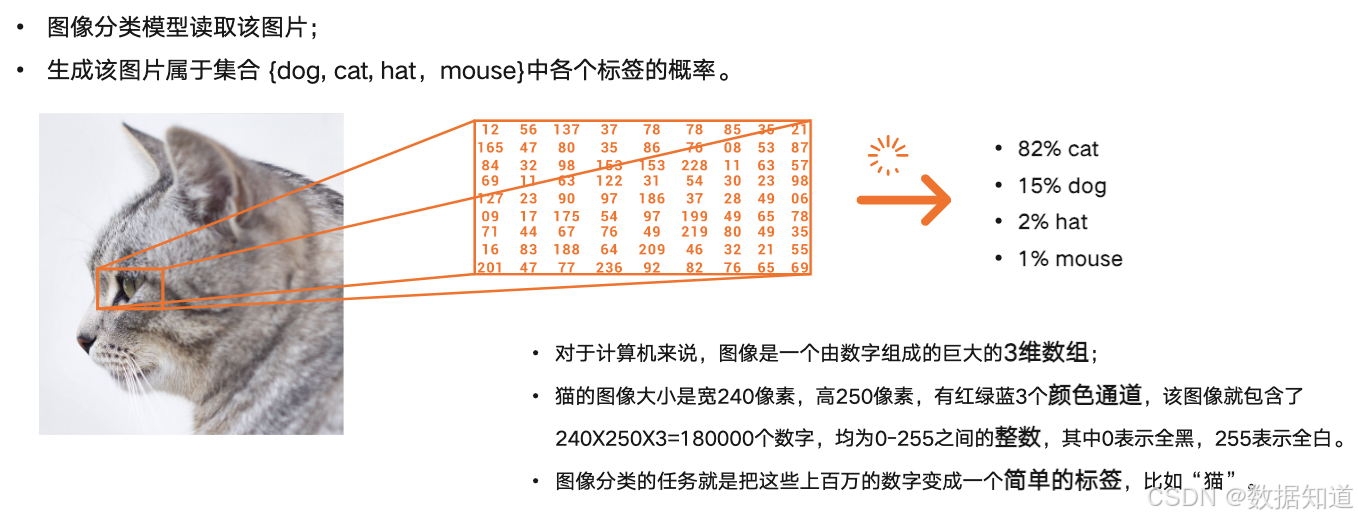 • 图像分类模型读取该图片；
• 生成该图片属于集合 {dog, cat, hat，mouse}中各个标签的概率。
12 56 137 37 78 78 85 35 21
165 47 80 35 86 76 08 53 87
84 32 98 153 153 228 11 63 57
69 11 63 122 31 54 30 23 98
127 23 90 97 186 37 28 49 06
09 17 175 54 97 199 49 65 78
71 44 67 76 49 219 80 49 35
16 83 188 64 209 46 32 21 55
201 47 77 236 92 82 76 65 69
• 82% cat
• 15% dog
• 2% hat
• 1% mouse
• 对于计算机来说，图像是一个由数字组成的巨大的3维数组；
• 猫的图像大小是宽240像素，高250像素，有红绿蓝3个颜色通道，该图像就包含了
240X250X3=180000个数字，均为0-255之间的整数，其中0表示全黑，255表示全白。
• 图像分类的任务就是把这些上百万的数字变成一个简单的标签，比如“猫”。
CSDN @数据知道